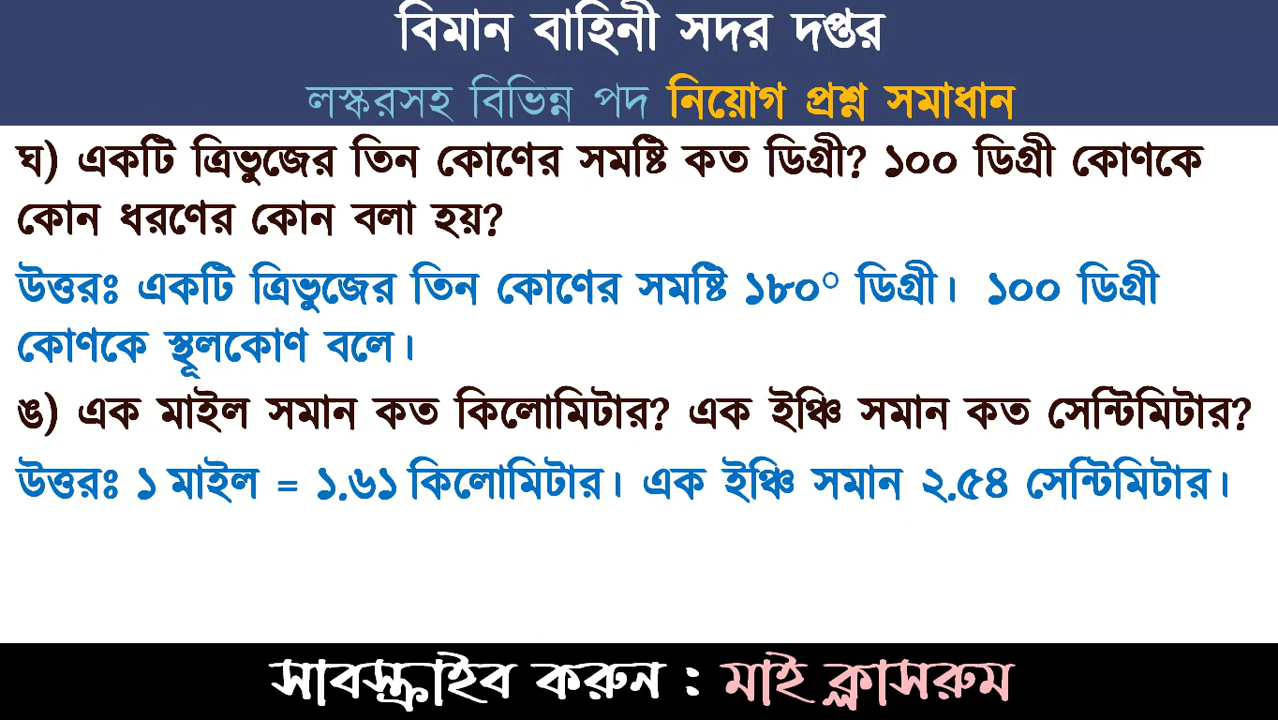 বিমান বাহিনী সদর দপ্তর
লস্করসহ বিভিন্ন পদ নিয়োগ প্রশ্ন সমাধান
ঘ) একটি ত্রিভুজের তিন কোণের সমষ্টি কত ডিগ্রী? ১০০ ডিগ্রী কোণকে
কোন ধরণের কোন বলা হয়?
উত্তরঃ একটি ত্রিভুজের তিন কোণের সমষ্টি ১৮০° ডিগ্রী। ১০০ ডিগ্রী
কোণকে স্থূলকোণ বলে।
ঙ) এক মাইল সমান কত কিলোমিটার? এক ইঞ্চি সমান কত সেন্টিমিটার?
উত্তরঃ ১ মাইল = ১.৬১ কিলোমিটার। এক ইঞ্চি সমান ২.৫৪ সেন্টিমিটার।
সাবস্ক্রাইব করুন : মাই ক্লাসরুম